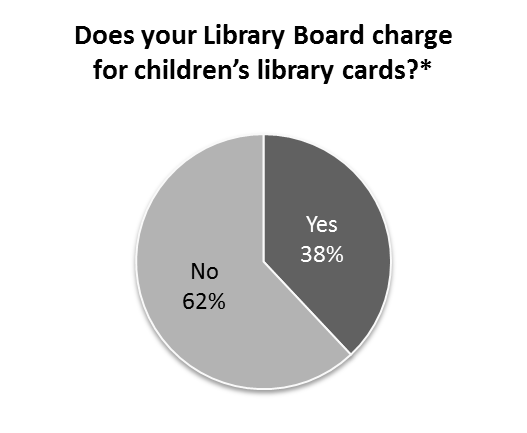 Does your Library Board charge
for children’s library cards?*
Yes
38%
No
62%